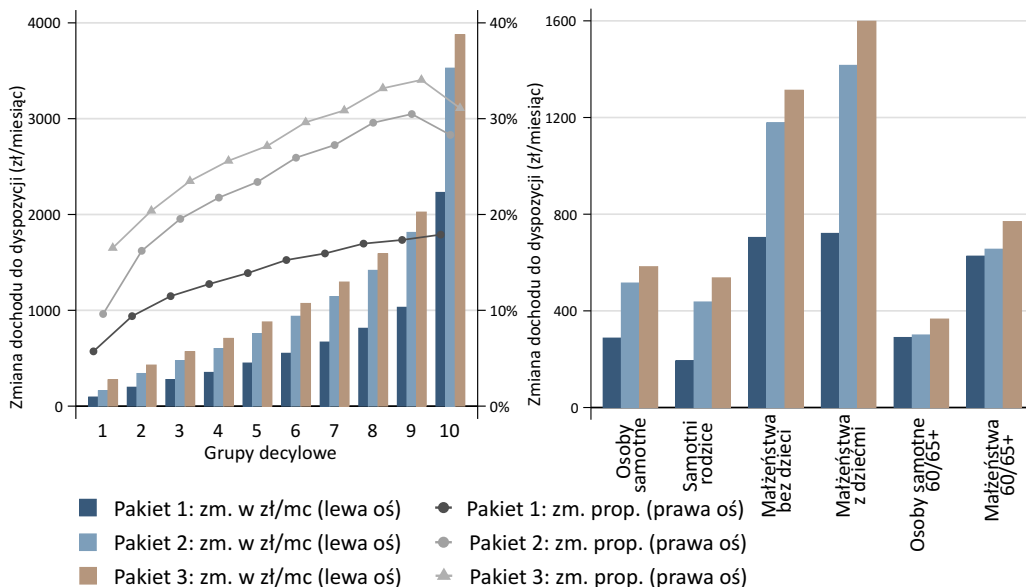 Zmiana dochodu do dyspozycji (zł/miesiąc)
4000
3000
2000
1000
0
40%
30%
20%
10%
0%
1 2 3 4 5 6 7 8 9 10
Grupy decylowe
Zmiana dochodu do dyspozycji (zł/miesiąc)
1600
1200
800
400
0
Osoby
samotne
Samotni
rodzice
Małżeństwa
bez dzieci
Małżeństwa
z dziećmi
Osoby samotne
60/65+
Małżeństwa
60/65+
Pakiet 1: zm. w zł/mc (lewa oś)
Pakiet 1: zm. prop. (prawa oś)
Pakiet 2: zm. w zł/mc (lewa oś)
Pakiet 2: zm. prop. (prawa oś)
Pakiet 3: zm. w zł/mc (lewa oś)
Pakiet 3: zm. prop. (prawa oś)